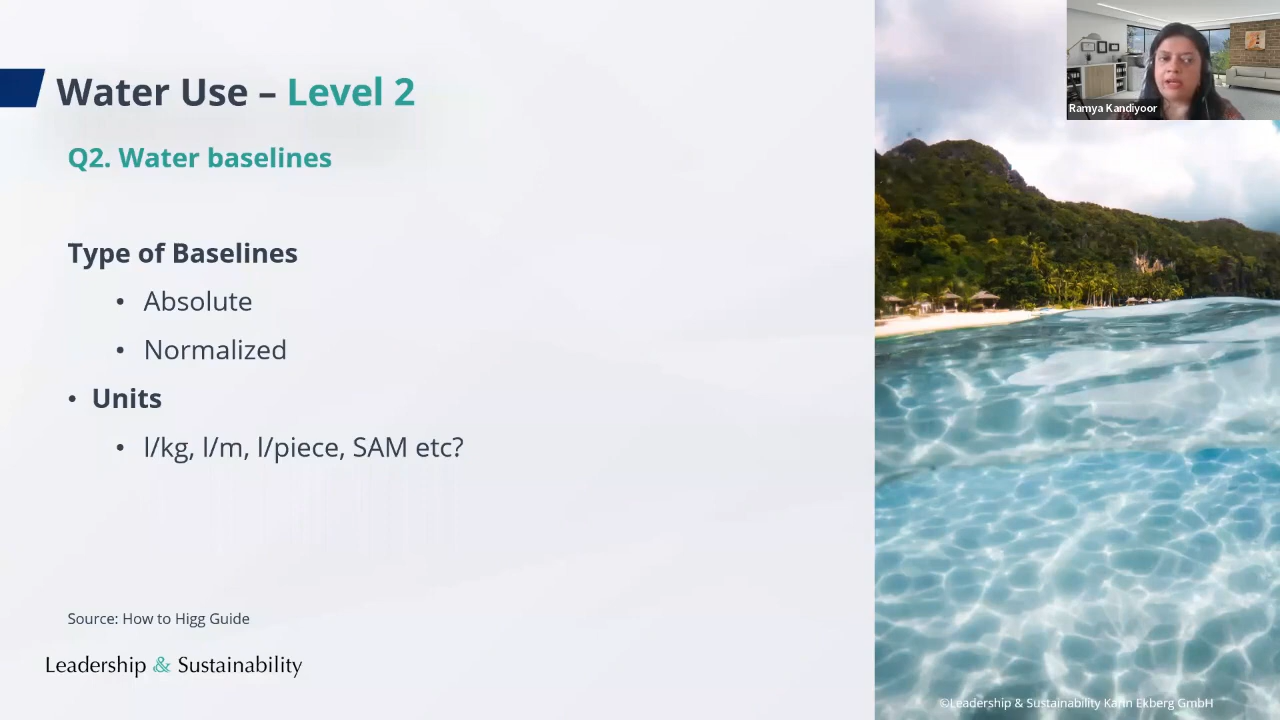 Water Use – Level 2
Q2. Water baselines
Type of Baselines
• Absolute
• Normalized
• Units
• l/kg, l/m, l/piece, SAM etc?
Source: How to Higg Guide
Leadership & Sustainability
Ramya Kandiyoor
©Leadership & Sustainability Karin Ekberg GmbH